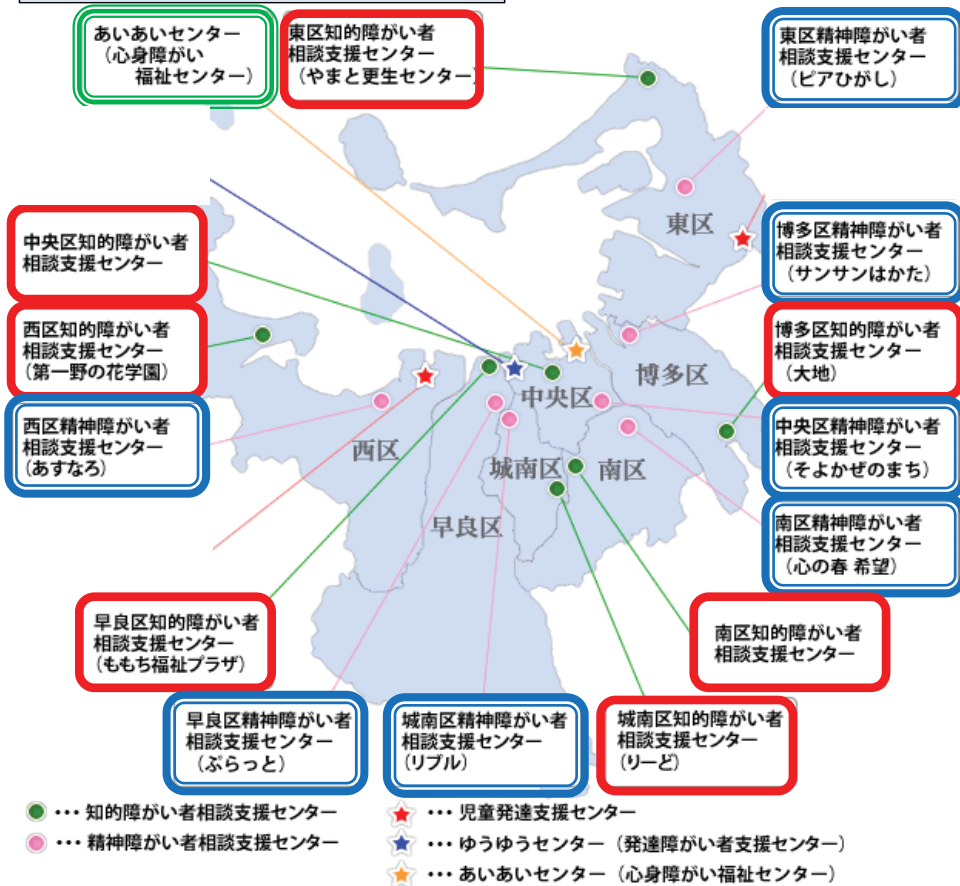 あいあいセンター
(心身障がい
福祉センター)
東区知的障がい者
相談支援センター
(やまと更生センター)
東区精神障がい者
相談支援センター
(ピアひがし)
東区
中央区知的障がい者
相談支援センター
博多区精神障がい者
相談支援センター
(サンサンはかた)
西区知的障がい者
相談支援センター
(第一野の花学園)
博多区知的障がい者
相談支援センター
(大地)
博多区
中央区
西区精神障がい者
相談支援センター
(あすなろ)
中央区精神障がい者
相談支援センター
(そよかぜのまち)
西区
城南区
南区
早良区
南区精神障がい者
相談支援センター
(心の春 希望)
早良区知的障がい者
相談支援センター
(ももち福祉プラザ)
南区知的障がい者
相談支援センター
早良区精神障がい者
相談支援センター
(ぷらっと)
城南区精神障がい者
相談支援センター
(リブル)
城南区知的障がい者
相談支援センター
(りーど)
・・・ 知的障がい者相談支援センター
・・・ 精神障がい者相談支援センター
・・・ 児童発達支援センター
・・・ ゆうゆうセンター (発達障がい者支援センター)
・・・ あいあいセンター (心身障がい福祉センター)